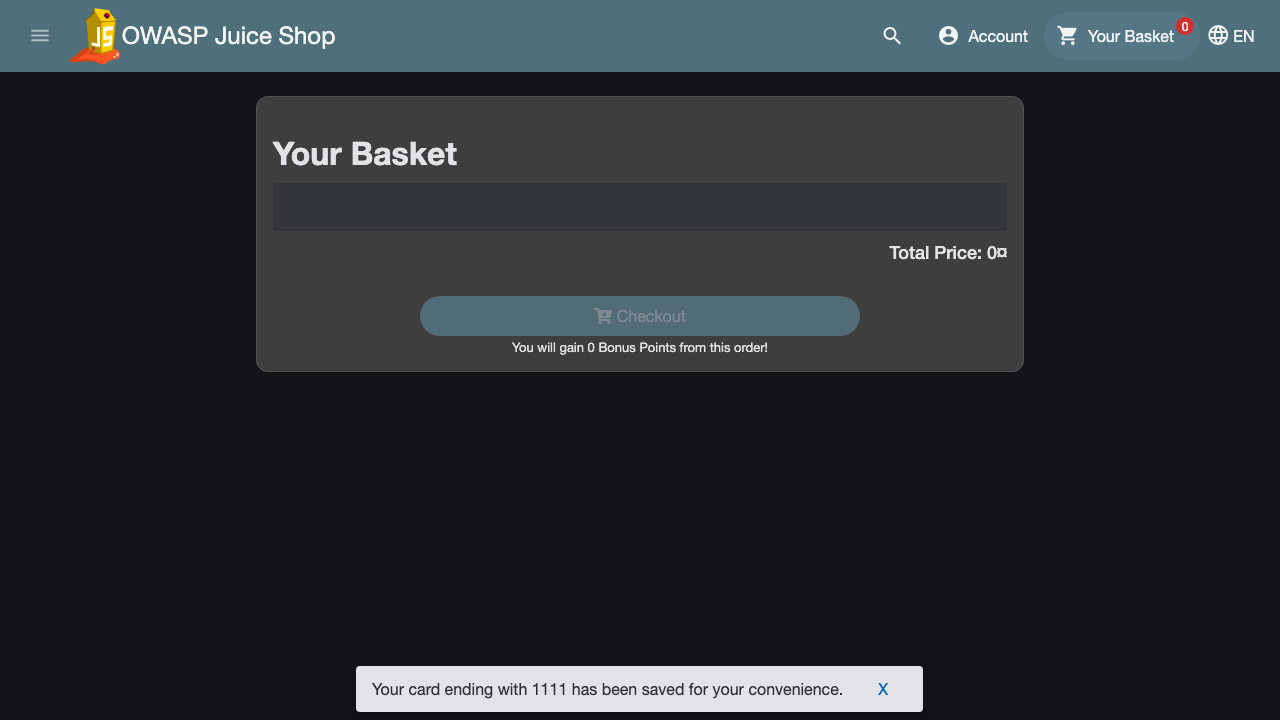 JS
OWASP Juice Shop
Account
Your Basket
0
EN
Your Basket
Total Price: 0¤
Checkout
You will gain 0 Bonus Points from this order!
Your card ending with 1111 has been saved for your convenience.
X